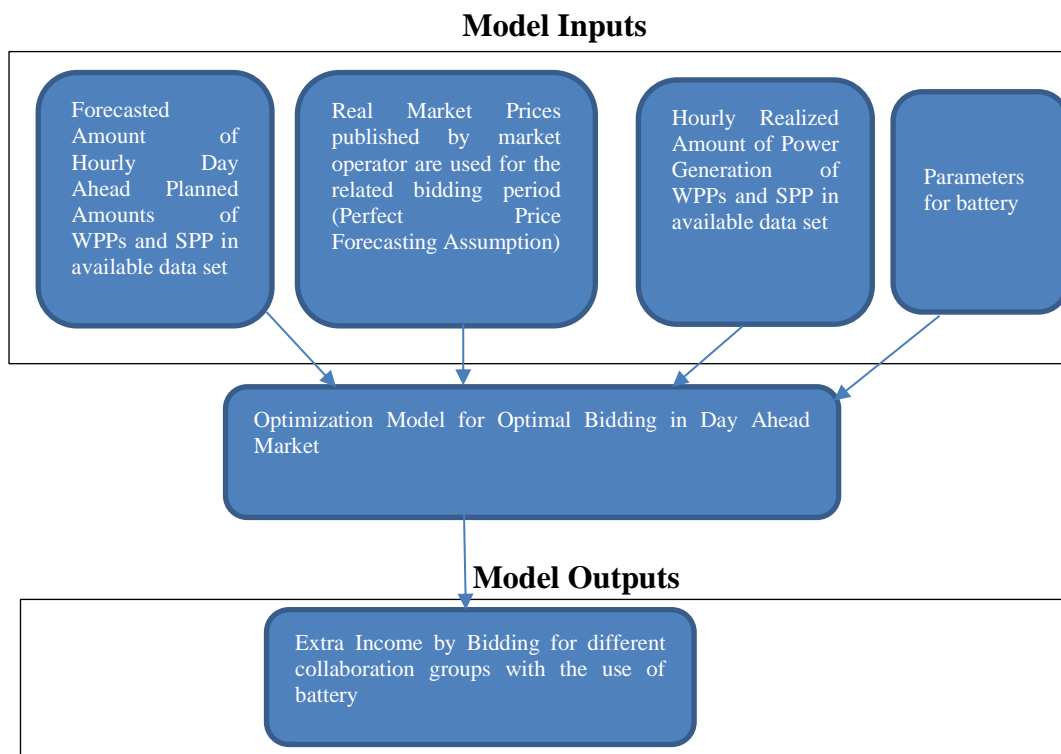 Model Inputs
Forecasted
Amount of
Hourly Day
Ahead Planned
Amounts of
WPPs and SPP in
available data set
Real Market Prices
published by market
operator are used for the
related bidding period
(Perfect Price
Forecasting Assumption)
Hourly Realized
Amount of Power
Generation of
WPPs and SPP in
available data set
Parameters
for battery
Optimization Model for Optimal Bidding in Day Ahead
Market
Model Outputs
Extra Income by Bidding for different
collaboration groups with the use of
battery